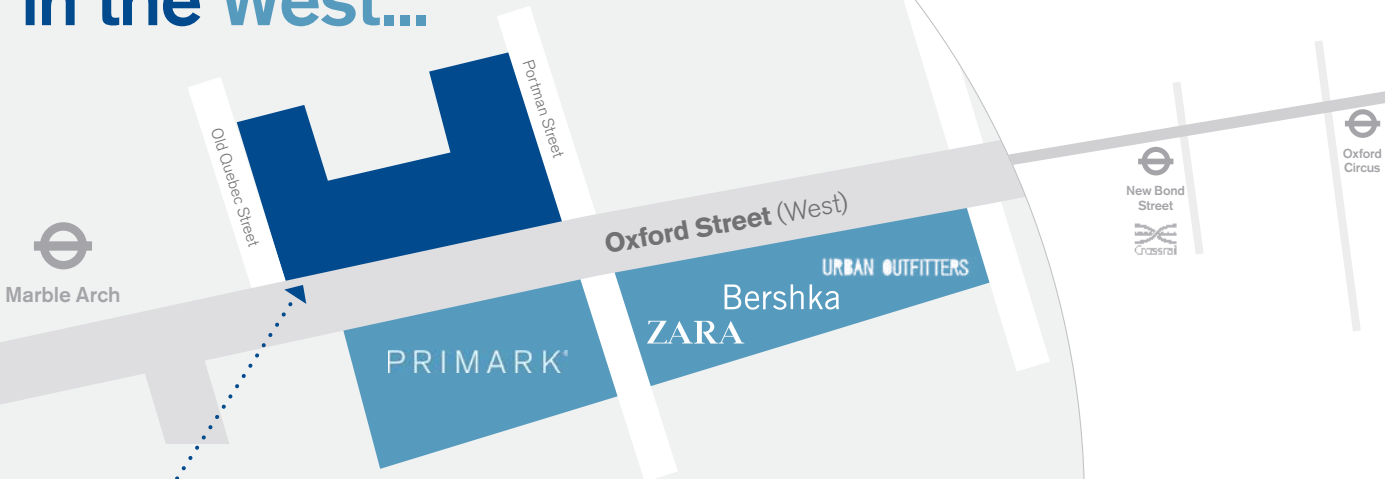 in the West...
Old Quebec Street
Portman Street
Marble Arch
Oxford Street (West)
URBAN OUTFITTERS
Bershka
ZARA
PRIMARK®
New Bond
Street
Crossrail
Oxford
Circus